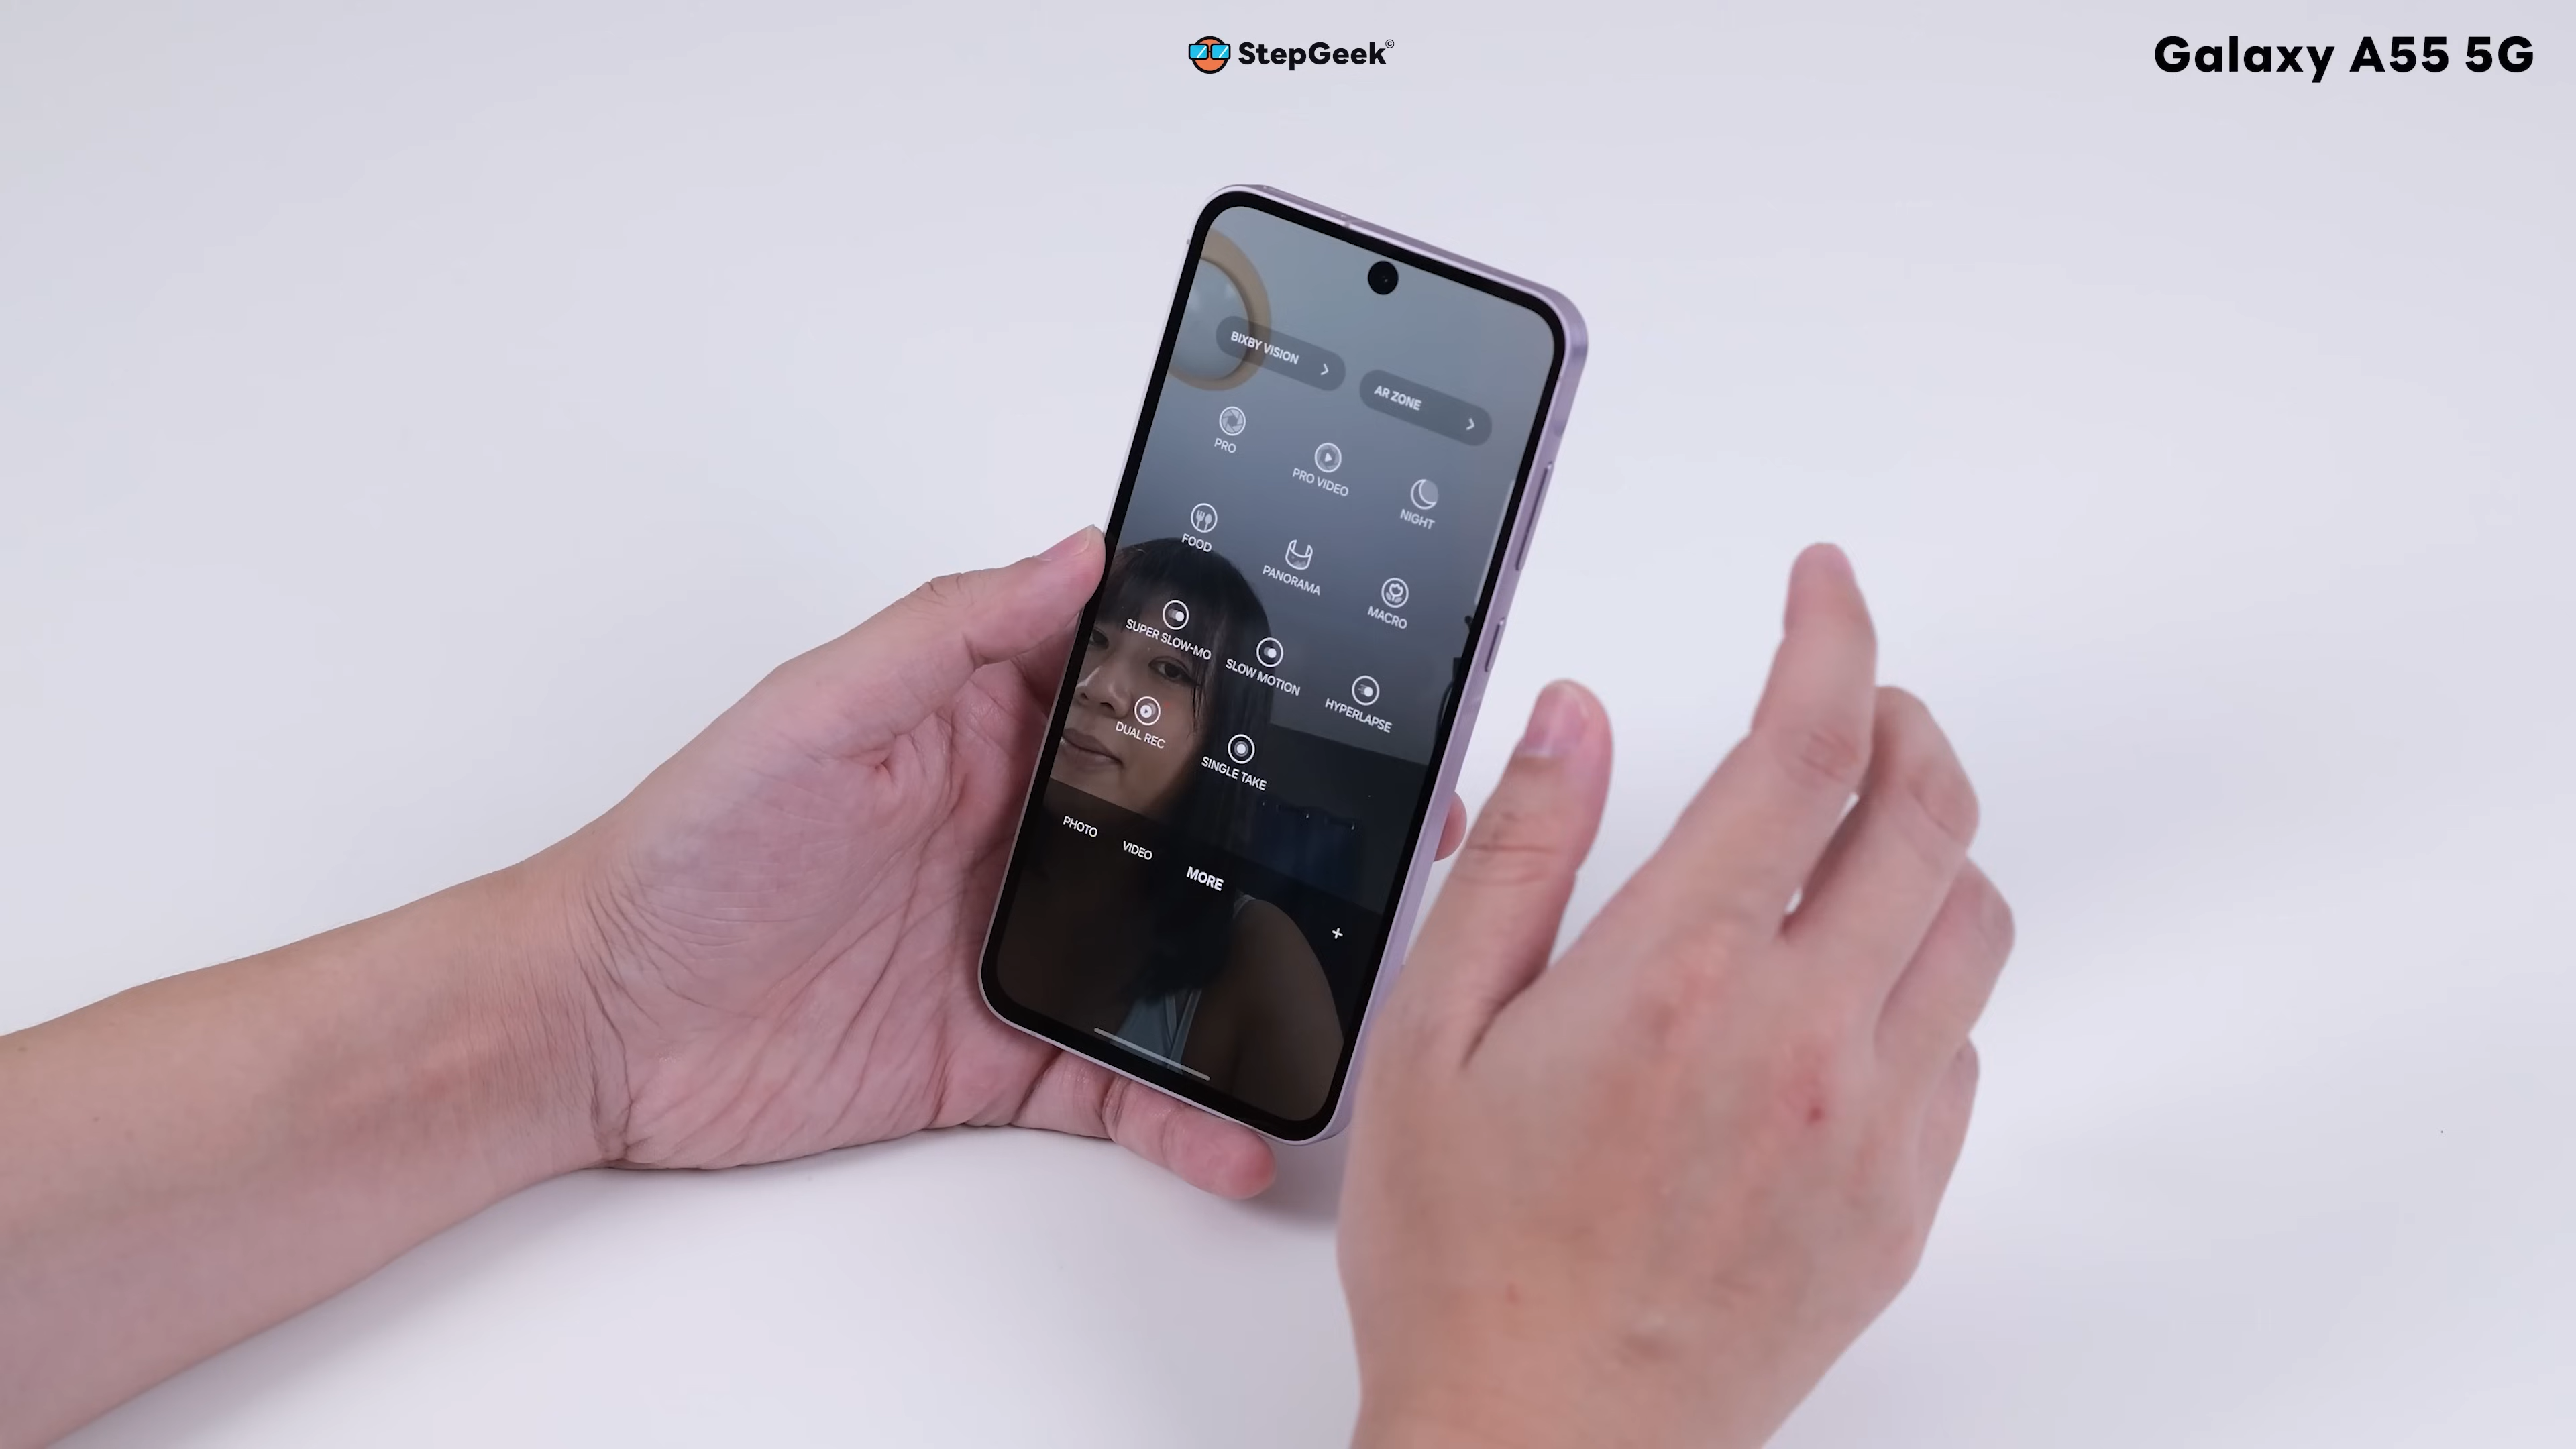 StepGeek©
Galaxy A55 5G
BIXBY VISION
AR ZONE
PRO
PRO VIDEO
NIGHT
FOOD
PANORAMA
MACRO
SUPER SLOW-MO
SLOW MOTION
HYPERLAPSE
DUAL REC
SINGLE TAKE
PHOTO
VIDEO
MORE